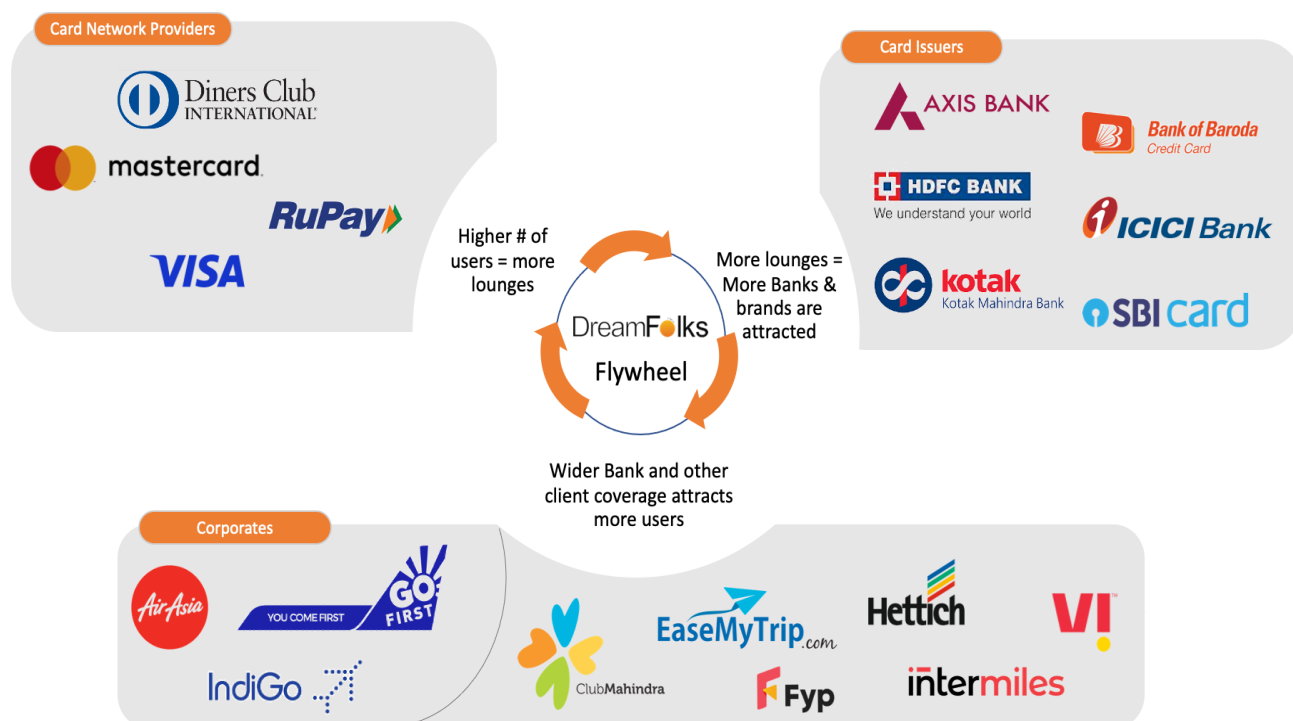 Card Network Providers
Diners Club
INTERNATIONAL®
mastercard.
RuPay
VISA
Card Issuers
AXIS BANK
Bank of Baroda
Credit Card
HDFC BANK
We understand your world
ICICI Bank
kotak
Kotak Mahindra Bank
SBI card
Higher # of
users = more
lounges
More lounges =
More Banks &
brands are
attracted
DreamFolks
Flywheel
Wider Bank and other
client coverage attracts
more users
Corporates
AirAsia
YOU COME FIRST
GO
FIRST
IndiGo
ClubMahindra
EaseMyTrip.com
Fyp
Hettich
intermiles
VI™